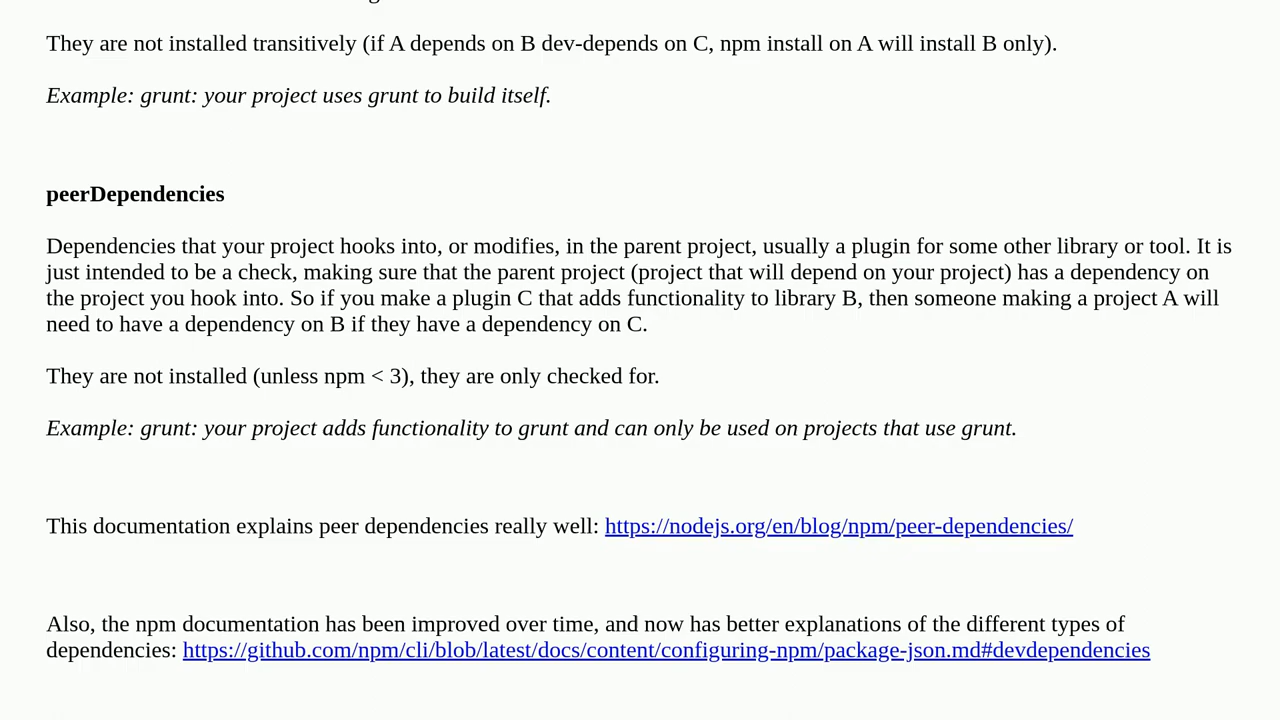 They are not installed transitively (if A depends on B dev-depends on C, npm install on A will install B only).
Example: grunt: your project uses grunt to build itself.
peerDependencies
Dependencies that your project hooks into, or modifies, in the parent project, usually a plugin for some other library or tool. It is
just intended to be a check, making sure that the parent project (project that will depend on your project) has a dependency on
the project you hook into. So if you make a plugin C that adds functionality to library B, then someone making a project A will
need to have a dependency on B if they have a dependency on C.
They are not installed (unless npm < 3), they are only checked for.
Example: grunt: your project adds functionality to grunt and can only be used on projects that use grunt.
This documentation explains peer dependencies really well: https://nodejs.org/en/blog/npm/peer-dependencies/
Also, the npm documentation has been improved over time, and now has better explanations of the different types of
dependencies: https://github.com/npm/cli/blob/latest/docs/content/configuring-npm/package-json.md#devdependencies